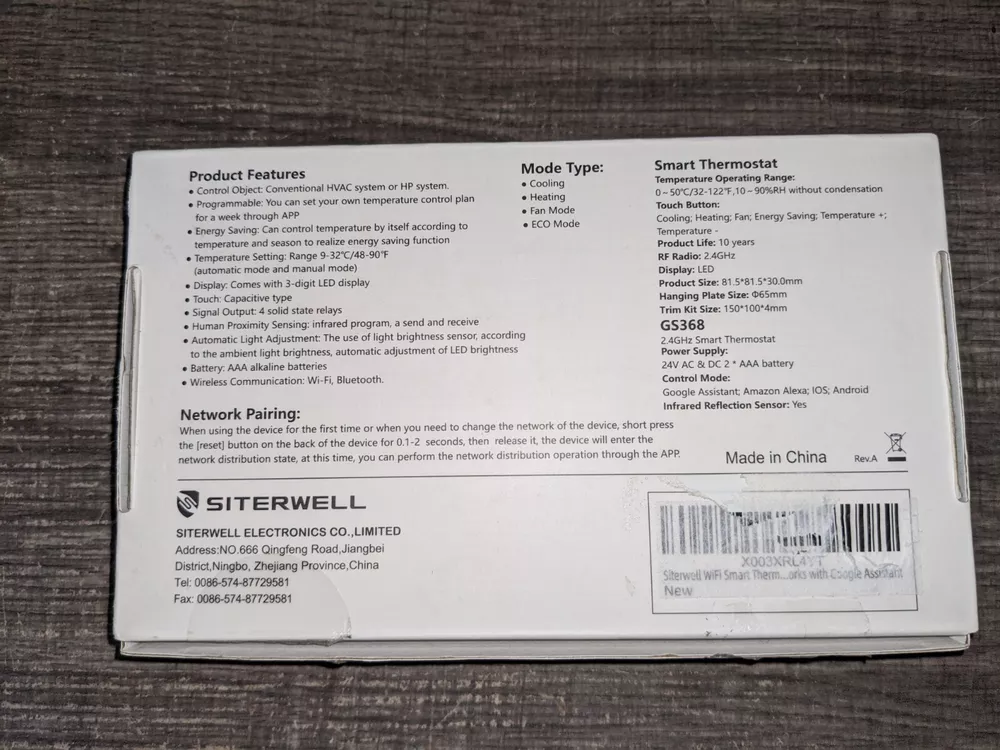 Product Features
• Control Object: Conventional HVAC system or HP system.
• Programmable: You can set your own temperature control plan
for a week through APP
• Energy Saving: Can control temperature by itself according to
temperature and season to realize energy saving function
• Temperature Setting: Range 9-32℃/48-90℉
(automatic mode and manual mode)
• Display: Comes with 3-digit LED display
• Touch: Capacitive type
• Signal Output: 4 solid state relays
• Human Proximity Sensing: infrared program, a send and receive
• Automatic Light Adjustment: The use of light brightness sensor, according
to the ambient light brightness, automatic adjustment of LED brightness
• Battery: AAA alkaline batteries
• Wireless Communication: Wi-Fi, Bluetooth.
Mode Type:
• Cooling
• Heating
• Fan Mode
• ECO Mode
Smart Thermostat
Temperature Operating Range:
0~50℃/32-122℉,10~90%RH without condensation
Touch Button:
Cooling; Heating; Fan; Energy Saving; Temperature +;
Temperature -
Product Life: 10 years
RF Radio: 2.4GHz
Display: LED
Product Size: 81.5*81.5*30.0mm
Hanging Plate Size: Φ65mm
Trim Kit Size: 150*100*4mm
GS368
2.4GHz Smart Thermostat
Power Supply:
24V AC & DC 2 * AAA battery
Control Mode:
Google Assistant; Amazon Alexa; IOS; Android
Infrared Reflection Sensor: Yes
Network Pairing:
When using the device for the first time or when you need to change the network of the device, short press
the [reset] button on the back of the device for 0.1-2 seconds, then release it, the device will enter the
network distribution state, at this time, you can perform the network distribution operation through the APP.
Made in China
Rev.A
SITERWELL
SITERWELL ELECTRONICS CO.,LIMITED
Address:NO.666 Qingfeng Road,Jiangbei
District,Ningbo, Zhejiang Province,China
Tel: 0086-574-87729581
Fax: 0086-574-87729581
Siterwell WiFi Smart Therm...orks with Google Assistant
New